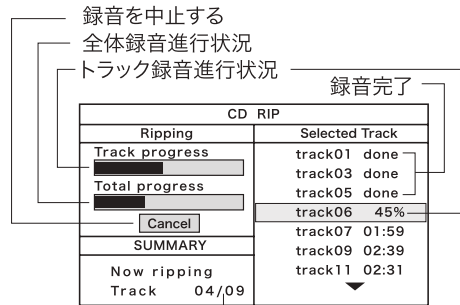 録音を中止する
全体録音進行状況
トラック録音進行状況
録音完了
CD RIP
Ripping
Selected Track
Track progress
Total progress
Cancel
track01 done
track03 done
track05 done
track06 45%
track07 01:59
track09 02:39
track11 02:31
SUMMARY
Now ripping
Track 04/09